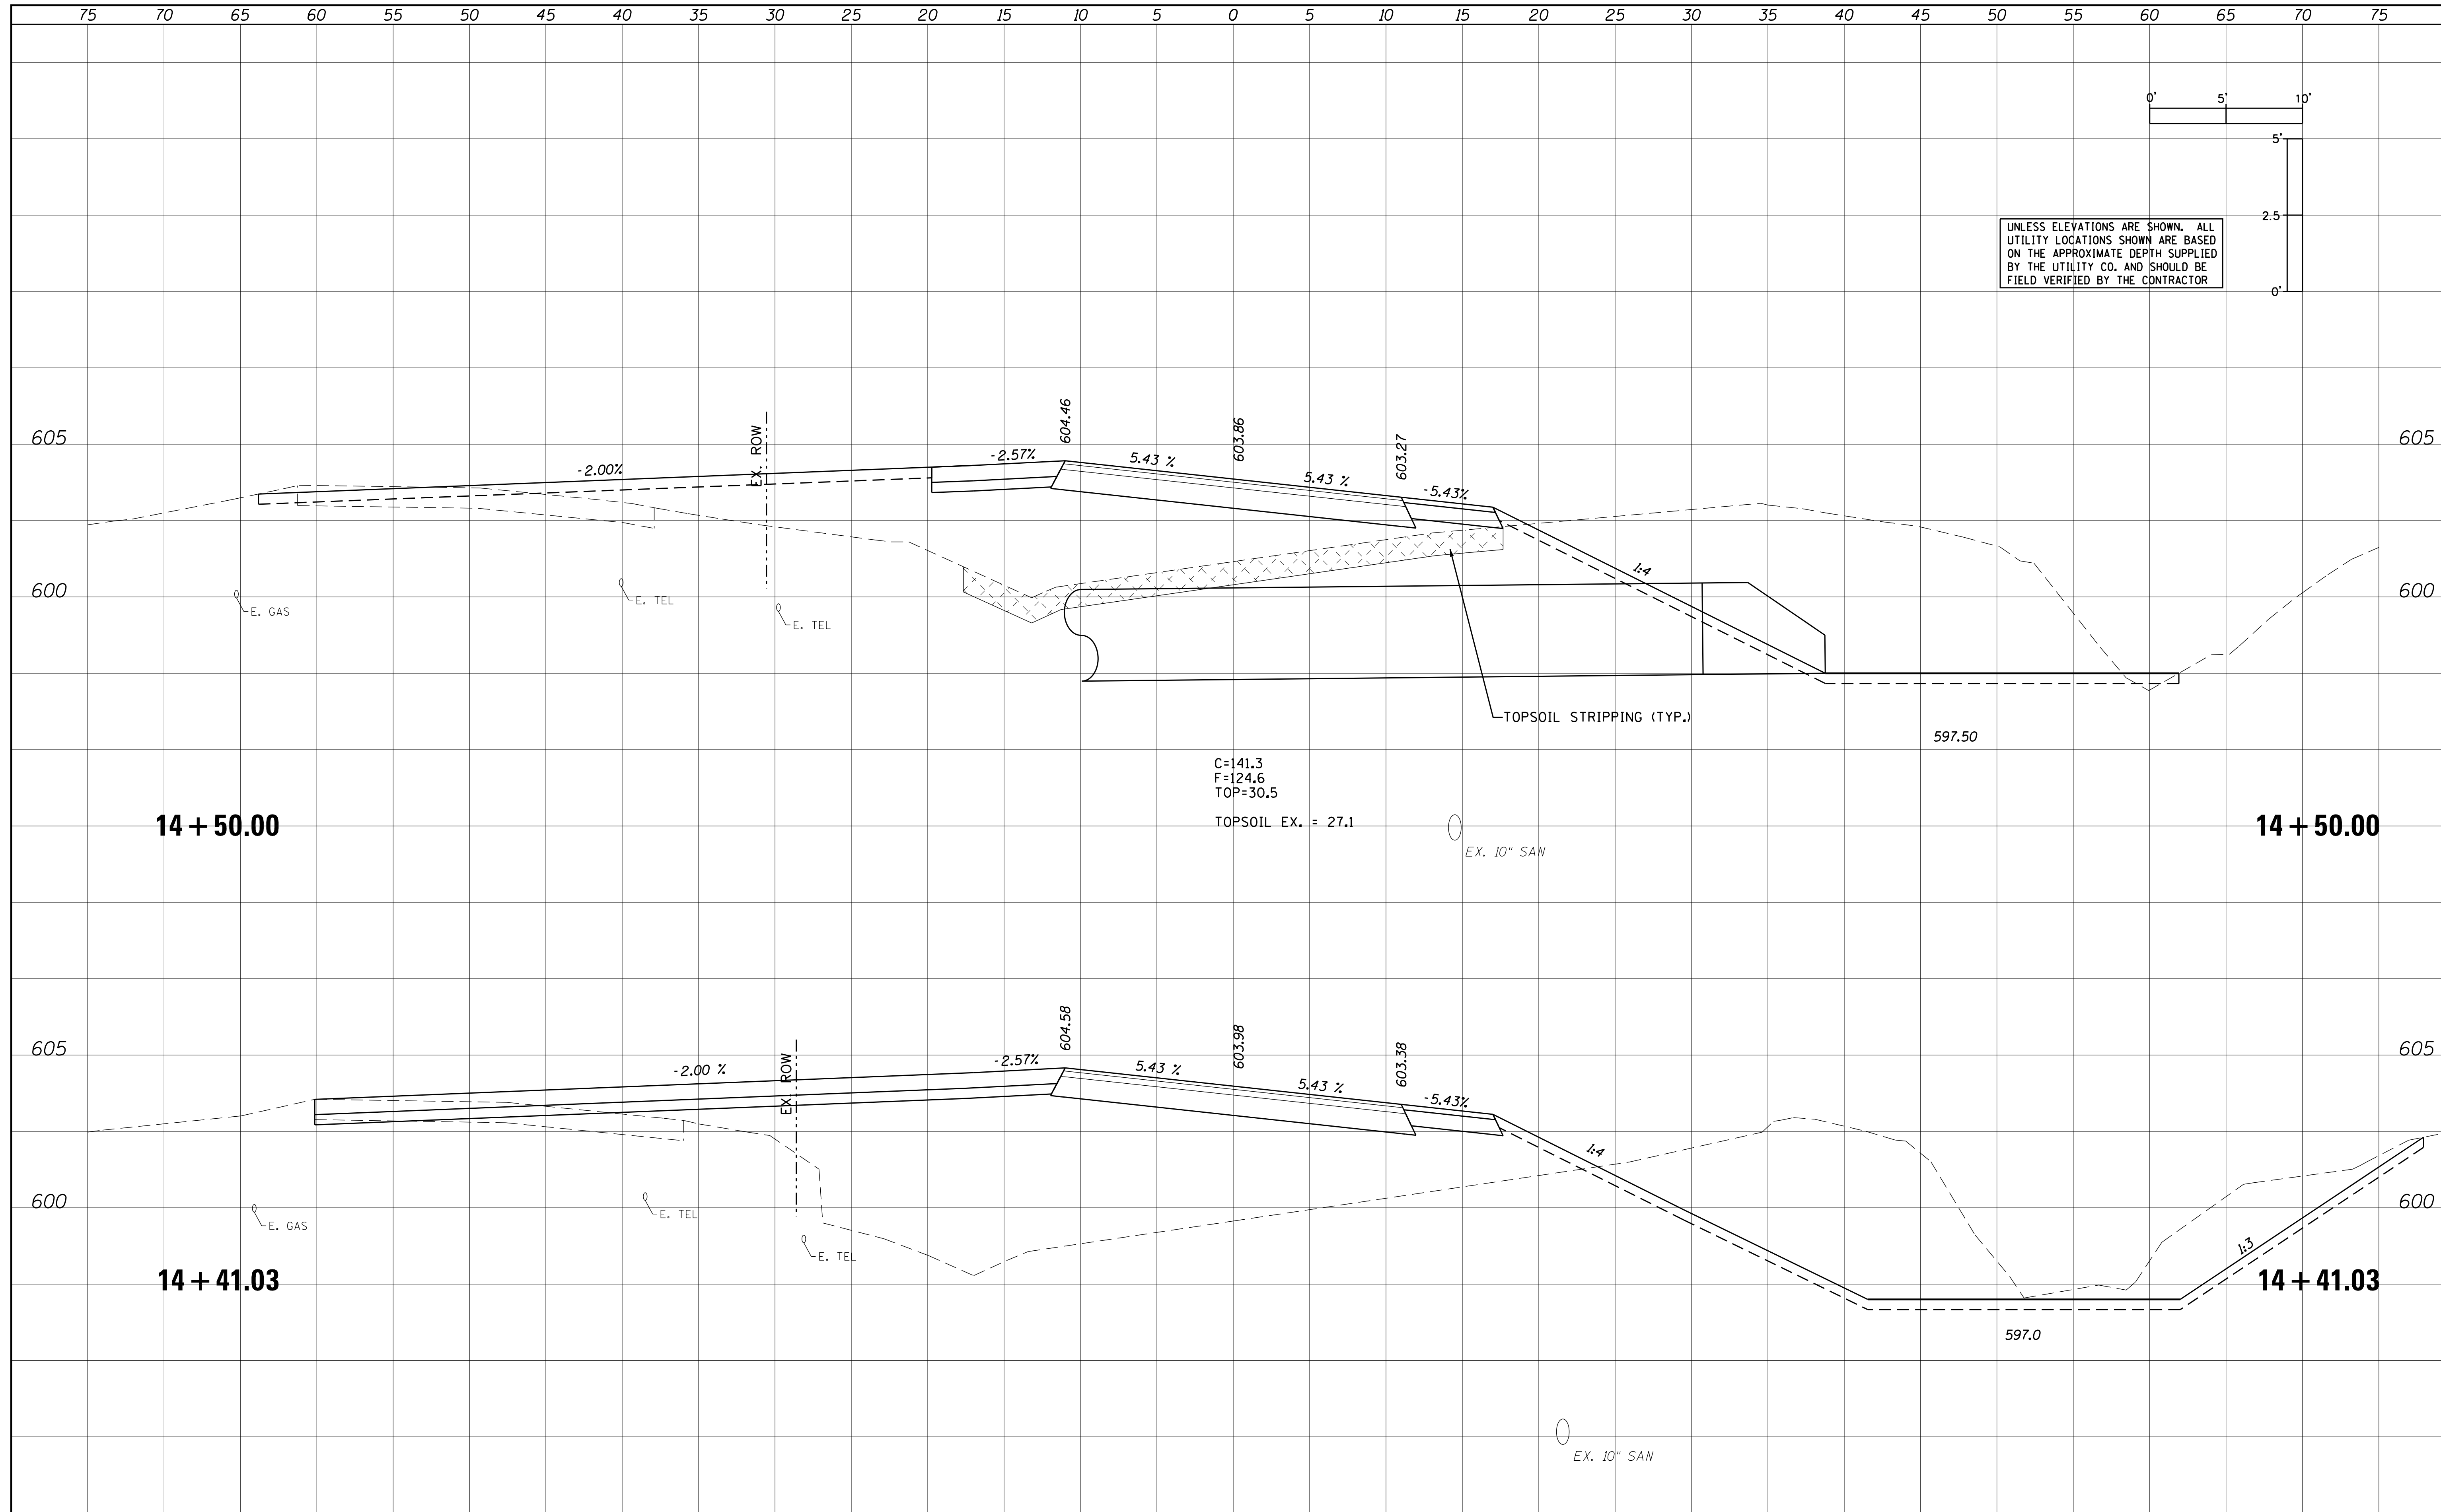 75 70 65 60 55 50 45 40 35 30 25 20 15 10 5 0 5 10 15 20 25 30 35 40 45 50 55 60 65 70 75
0' 5' 10'
5'
2.5
0'
UNLESS ELEVATIONS ARE SHOWN. ALL
UTILITY LOCATIONS SHOWN ARE BASED
ON THE APPROXIMATE DEPTH SUPPLIED
BY THE UTILITY CO. AND SHOULD BE
FIELD VERIFIED BY THE CONTRACTOR
604.46
603.86
603.27
605
605
EX. ROW
-2.00%
-2.57%
5.43 %
5.43 %
-5.43%
1:4
600
600
E. GAS
E. TEL
E. TEL
TOPSOIL STRIPPING (TYP.)
597.50
C=141.3
F=124.6
TOP=30.5
TOPSOIL EX. = 27.1
14+50.00
14+50.00
EX. 10" SAN
604.58
603.98
603.38
605
605
EX. ROW
-2.00 %
-2.57%
5.43 %
5.43 %
-5.43%
1:4
600
600
E. GAS
E. TEL
E. TEL
1:3
14+41.03
14+41.03
597.0
EX. 10" SAN